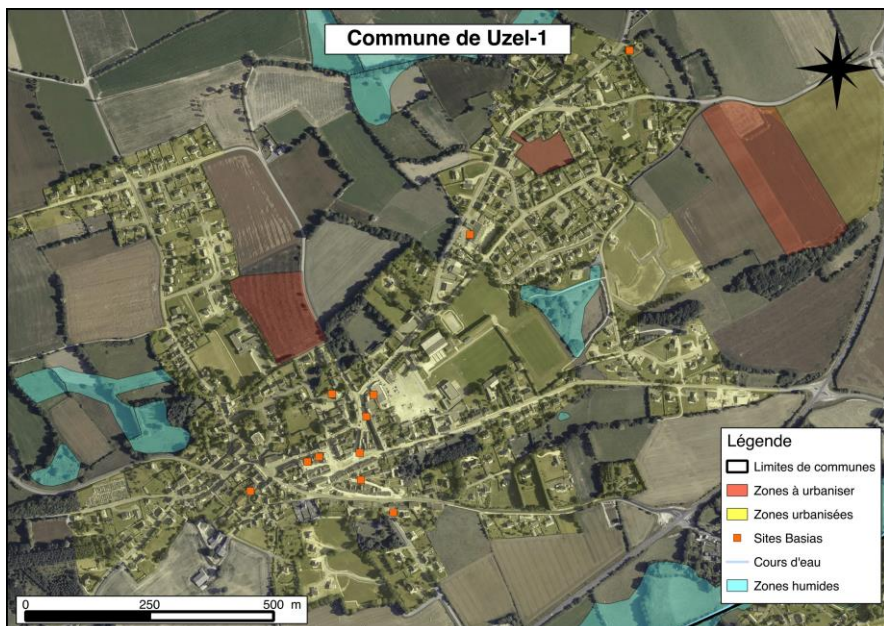 Commune de Uzel-1
Légende
Limites de communes
Zones à urbaniser
Zones urbanisées
Sites Basias
Cours d'eau
Zones humides
0 250 500 m